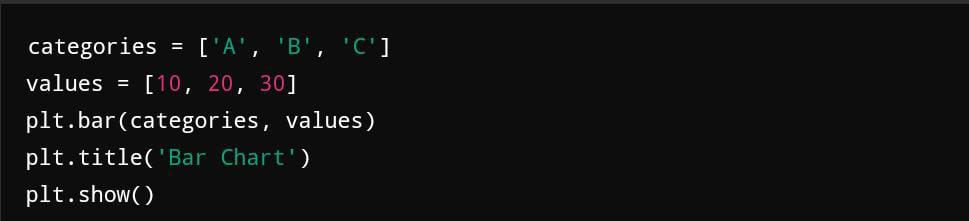 categories = ['A', 'B', 'C']
values = [10, 20, 30]
plt.bar(categories, values)
plt.title('Bar Chart')
plt.show()